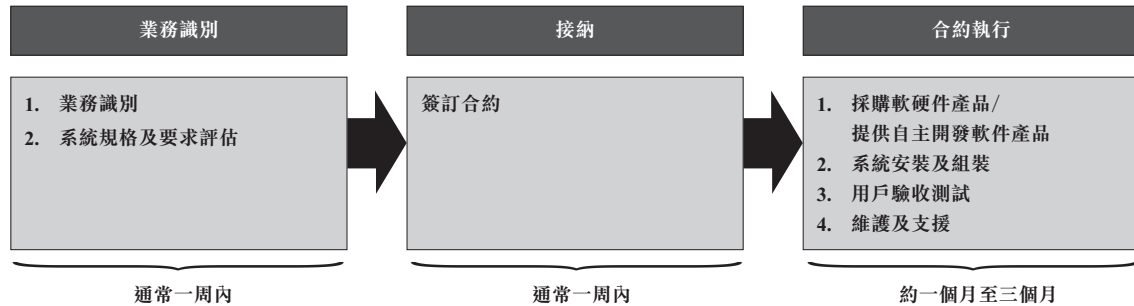 業務識別
1. 業務識別
2. 系統規格及要求評估
通常一周內
接納
簽訂合約
通常一周內
合約執行
1. 採購軟硬件產品/
提供自主開發軟件產品
2. 系統安裝及組裝
3. 用戶驗收測試
4. 維護及支援
約一個月至三個月